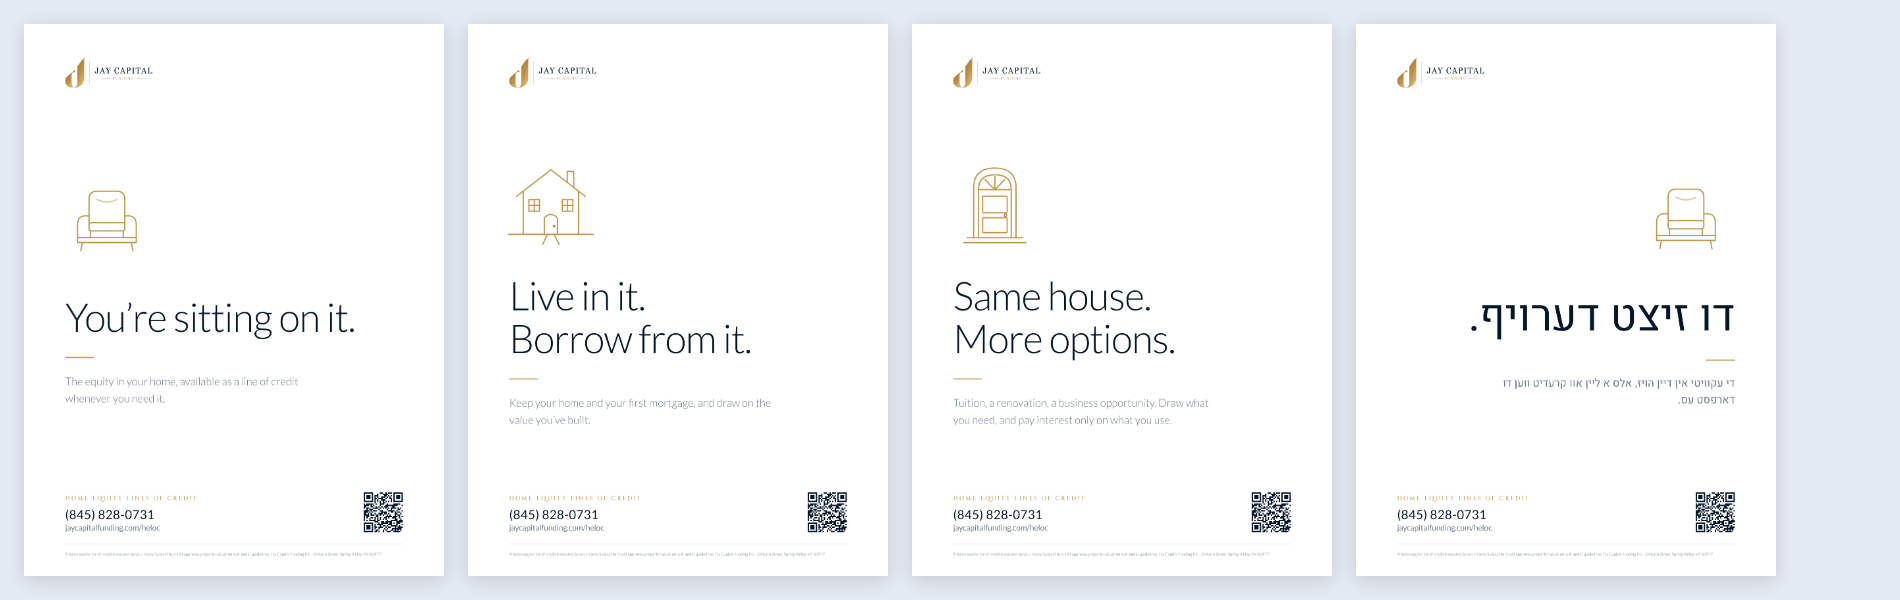 JAY CAPITAL
FUNDING
You're sitting on it.
The equity in your home, available as a line of credit
whenever you need it.
HOME EQUITY LINES OF CREDIT
(845) 828-0731
jaycapitalfunding.com/heloc
JAY CAPITAL
FUNDING
Live in it.
Borrow from it.
Keep your home and your first mortgage, and draw on the
value you've built.
HOME EQUITY LINES OF CREDIT
(845) 828-0731
jaycapitalfunding.com/heloc
JAY CAPITAL
FUNDING
Same house.
More options.
Tuition, a renovation, a business opportunity. Draw what
you need, and pay interest only on what you use.
HOME EQUITY LINES OF CREDIT
(845) 828-0731
jaycapitalfunding.com/heloc
JAY CAPITAL
FUNDING
דו זיצט דערויף.
די עקוויטי אין דיין הויז, אלס א ליין אוו קרעדיט ווען דו
דארפסט עס.
HOME EQUITY LINES OF CREDIT
(845) 828-0731
jaycapitalfunding.com/heloc